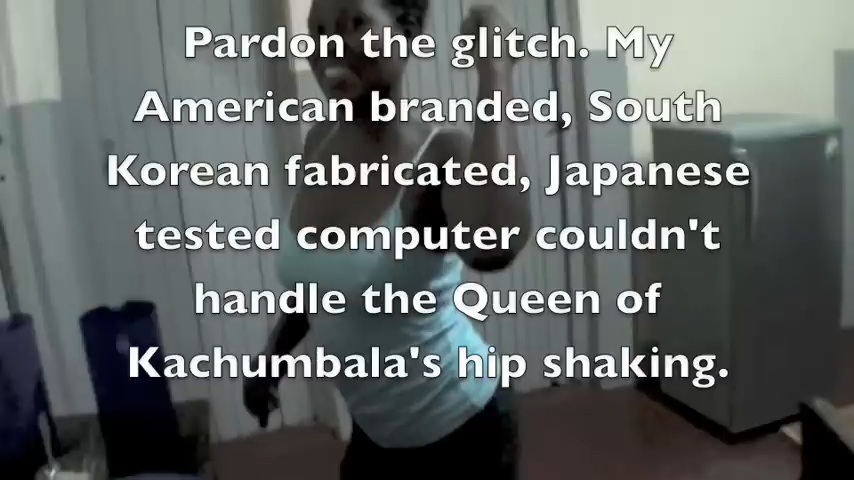 Pardon the glitch. My
American branded, South
Korean fabricated, Japanese
tested computer couldn't
handle the Queen of
Kachumbala's hip shaking.